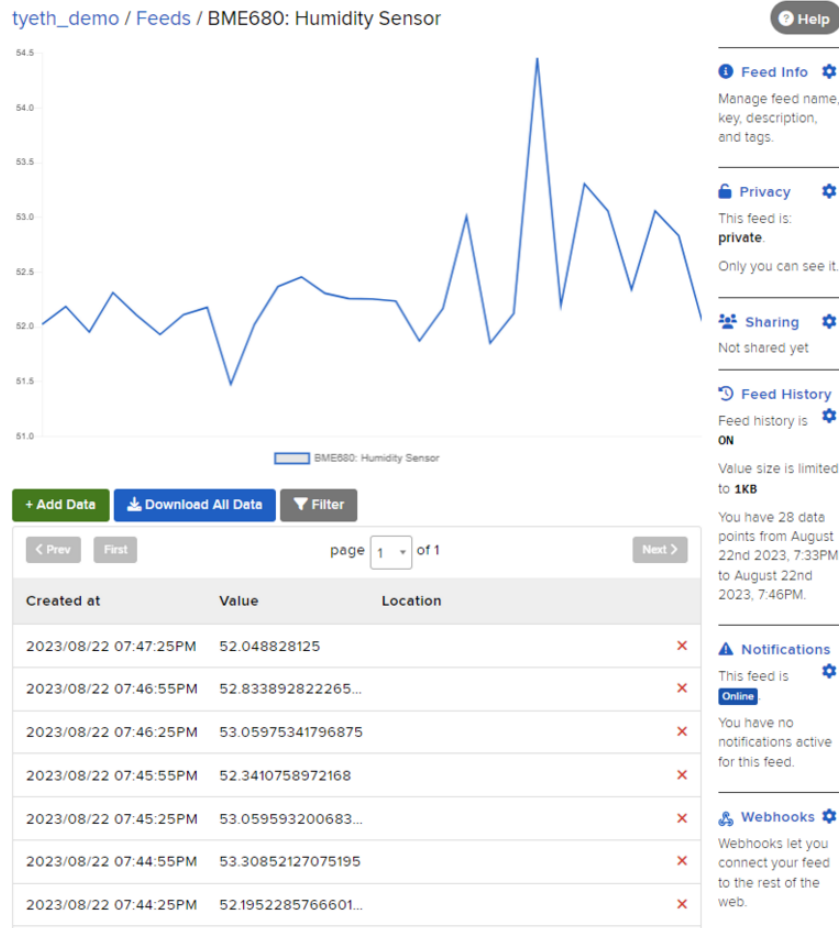 tyeth_demo / Feeds / BME680: Humidity Sensor
Help
54.5
54.0
53.5
53.0
52.5
52.0
51.5
51.0
BME680: Humidity Sensor
+ Add Data
Download All Data
Filter
Prev
First
page 1 of 1
Next
Created at Value Location
2023/08/22 07:47:25PM 52.048828125
2023/08/22 07:46:55PM 52.833892822265...
2023/08/22 07:46:25PM 53.05975341796875
2023/08/22 07:45:55PM 52.3410758972168
2023/08/22 07:45:25PM 53.059593200683...
2023/08/22 07:44:55PM 53.30852127075195
2023/08/22 07:44:25PM 52.1952285766601...
Feed Info
Manage feed name,
key, description,
and tags.
Privacy
This feed is:
private.
Only you can see it.
Sharing
Not shared yet
Feed History
Feed history is
ON
Value size is limited
to 1KB
You have 28 data
points from August
22nd 2023, 7:33PM
to August 22nd
2023, 7:46PM.
Notifications
This feed is
Online.
You have no
notifications active
for this feed.
Webhooks
Webhooks let you
connect your feed
to the rest of the
web.